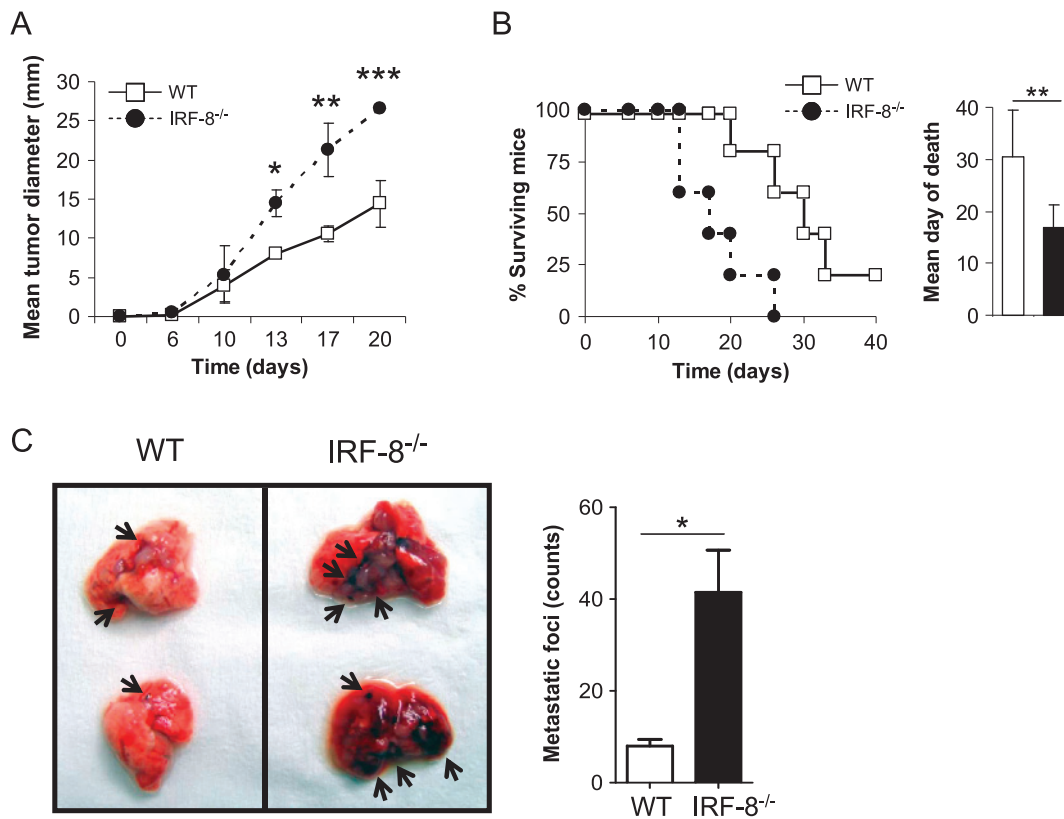 A
Mean tumor diameter (mm)
30
25
20
15
10
5
0
WT
IRF-8-/-
*
**
***
0 6 10 13 17 20
Time (days)
B
% Surviving mice
100
75
50
25
WT
IRF-8-/-
0 10 20 30 40
Time (days)
Mean day of death
**
40
30
20
10
0
C
WT IRF-8-/-
Metastatic foci (counts)
60
40
20
0
*
WT IRF-8-/-